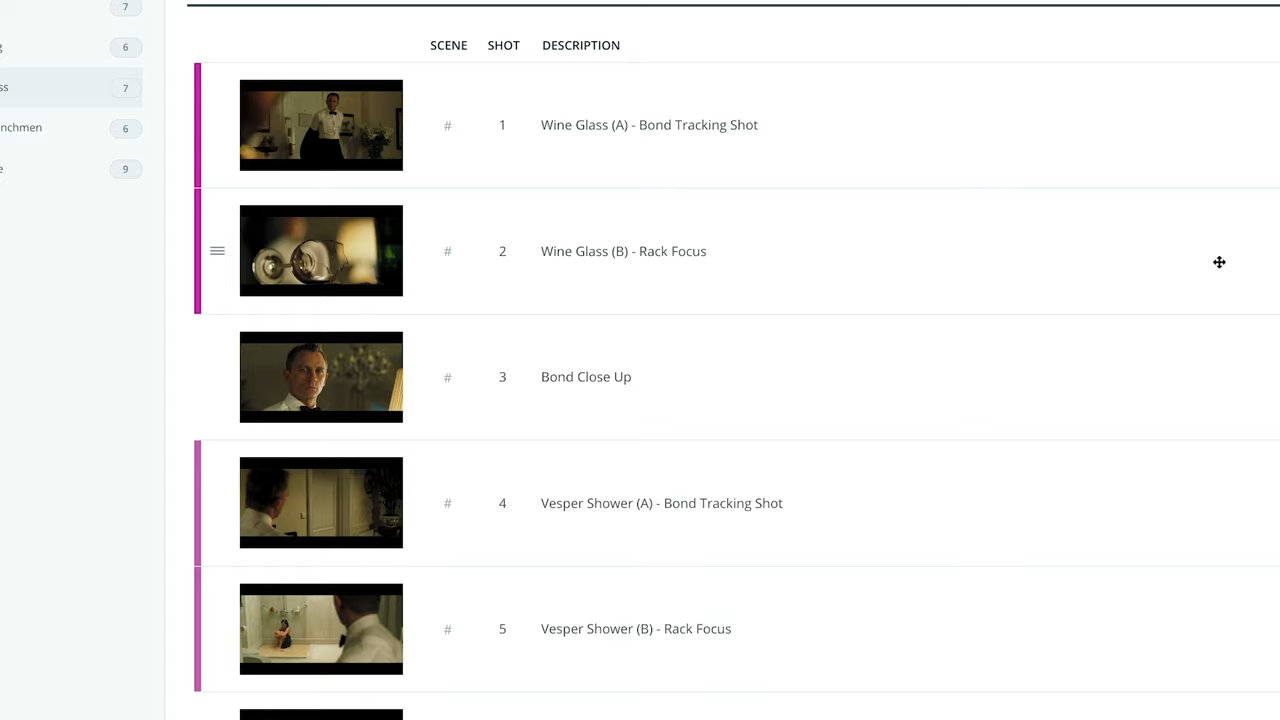 7
6
7
nchmen 6
9
SCENE SHOT DESCRIPTION
# 1 Wine Glass (A) - Bond Tracking Shot
# 2 Wine Glass (B) - Rack Focus
# 3 Bond Close Up
# 4 Vesper Shower (A) - Bond Tracking Shot
# 5 Vesper Shower (B) - Rack Focus